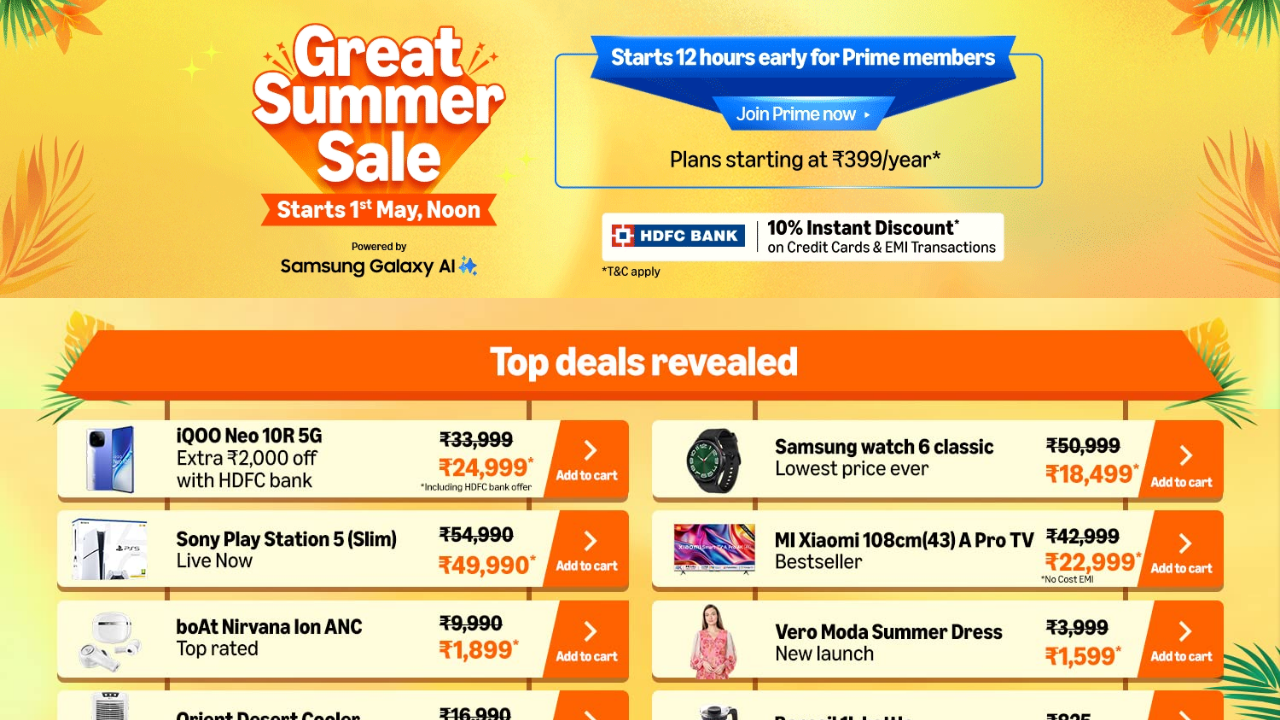 Great
Summer
Sale
Starts 1st May, Noon
Powered by
Samsung Galaxy AI
Starts 12 hours early for Prime members
Join Prime now
Plans starting at ₹399/year*
HDFC BANK
10% Instant Discount*
on Credit Cards & EMI Transactions
*T&C apply
Top deals revealed
iQOO Neo 10R 5G
Extra ₹2,000 off
with HDFC bank
₹33,999
₹24,999*
*Including HDFC bank offer
Add to cart
Samsung watch 6 classic
Lowest price ever
₹50,999
₹18,499*
Add to cart
Sony Play Station 5 (Slim)
Live Now
₹54,990
₹49,990*
Add to cart
MI Xiaomi 108cm(43) A Pro TV
Bestseller
₹42,999
₹22,999*
*No Cost EMI
Add to cart
boAt Nirvana Ion ANC
Top rated
₹9,990
₹1,899*
Add to cart
Vero Moda Summer Dress
New launch
₹3,999
₹1,599*
Add to cart
Orient Desert Cooler
₹16,990
₹825